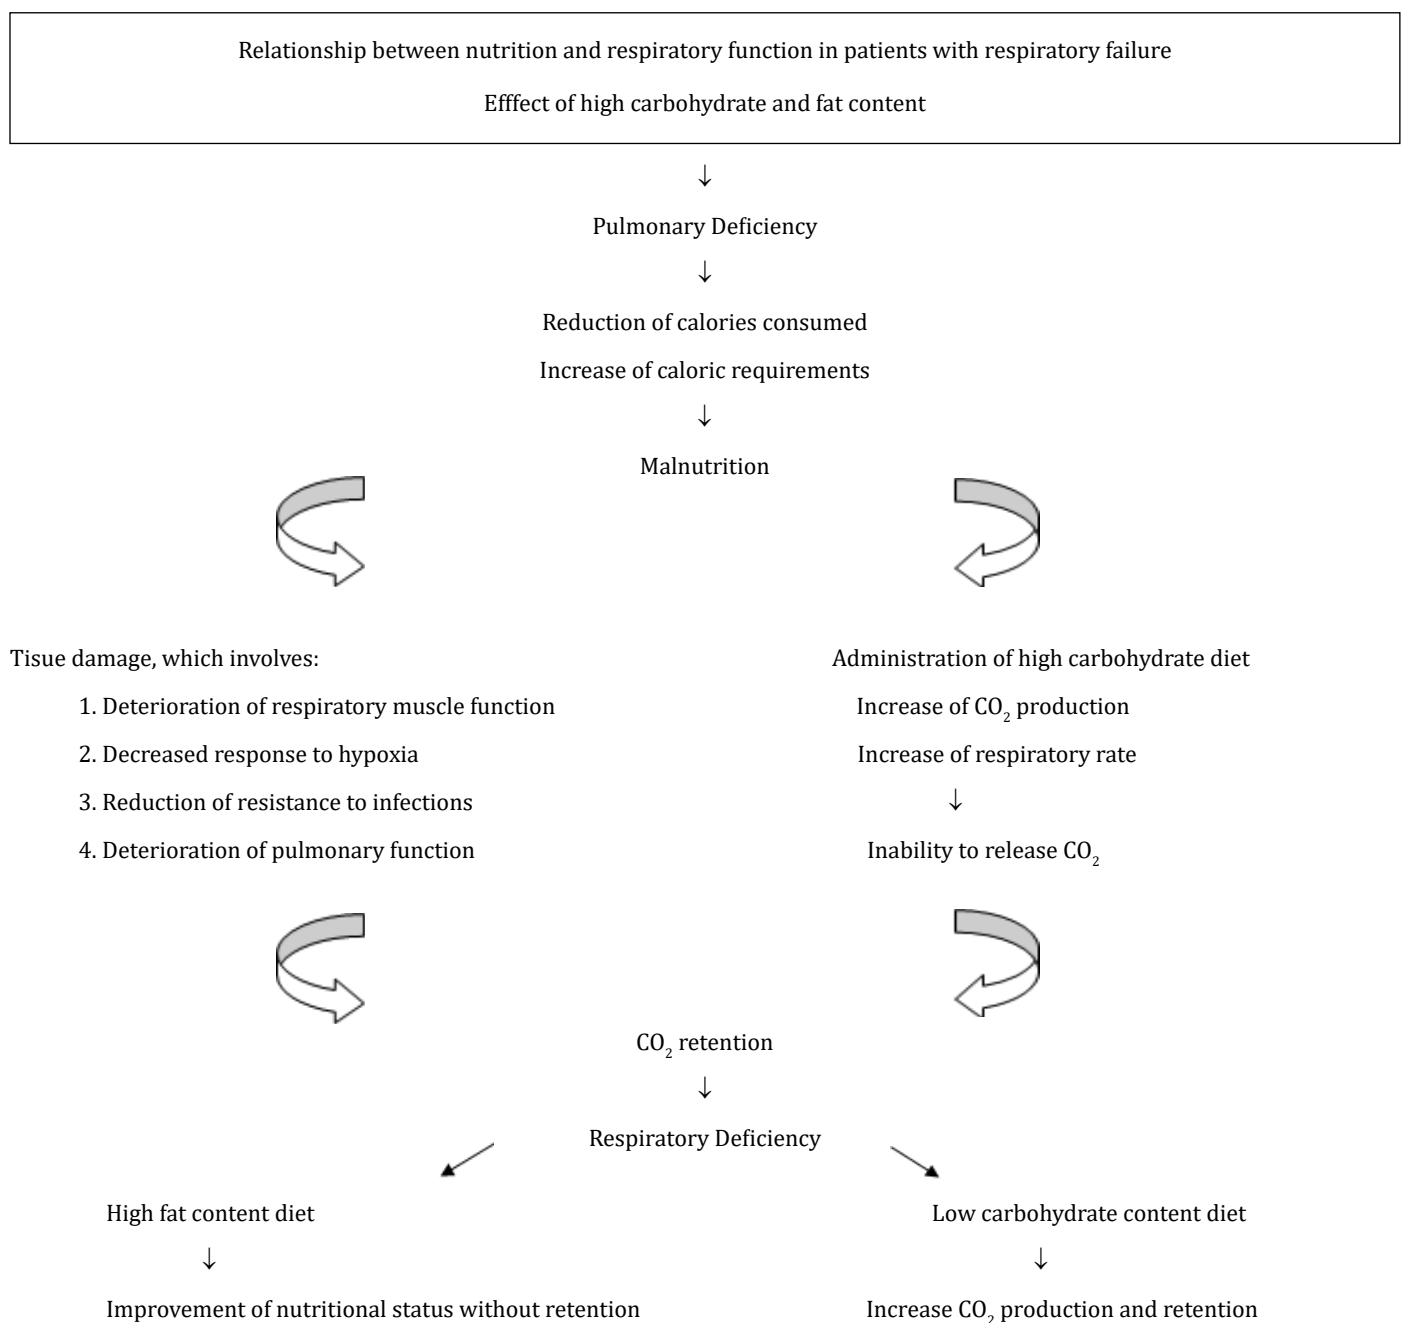 Relationship between nutrition and respiratory function in patients with respiratory failure
Efffect of high carbohydrate and fat content
↓
Pulmonary Deficiency
↓
Reduction of calories consumed
Increase of caloric requirements
↓
Malnutrition
Tisue damage, which involves:
1. Deterioration of respiratory muscle function
2. Decreased response to hypoxia
3. Reduction of resistance to infections
4. Deterioration of pulmonary function
Administration of high carbohydrate diet
Increase of CO₂ production
Increase of respiratory rate
↓
Inability to release CO₂
CO₂ retention
↓
Respiratory Deficiency
High fat content diet
↓
Improvement of nutritional status without retention
Low carbohydrate content diet
↓
Increase CO₂ production and retention